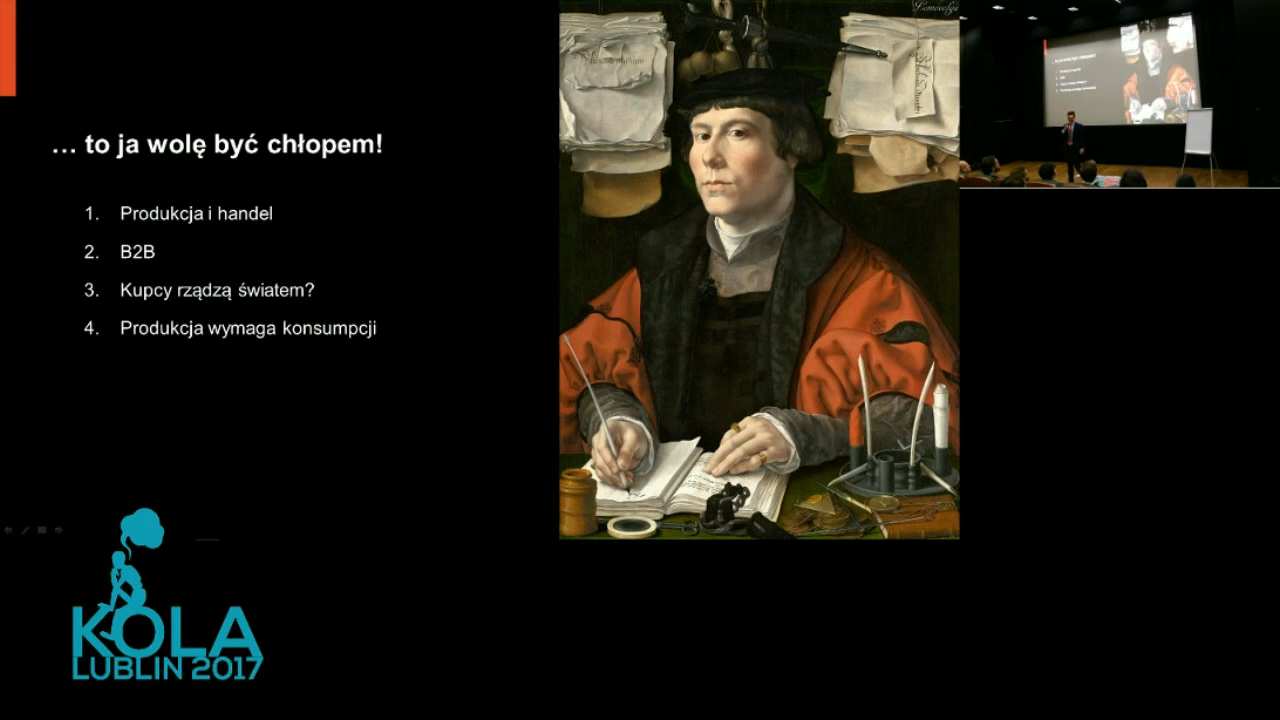 … to ja wolę być chłopem!
1. Produkcja i handel
2. B2B
3. Kupcy rządzą światem?
4. Produkcja wymaga konsumpcji
KOLA
LUBLIN 2017